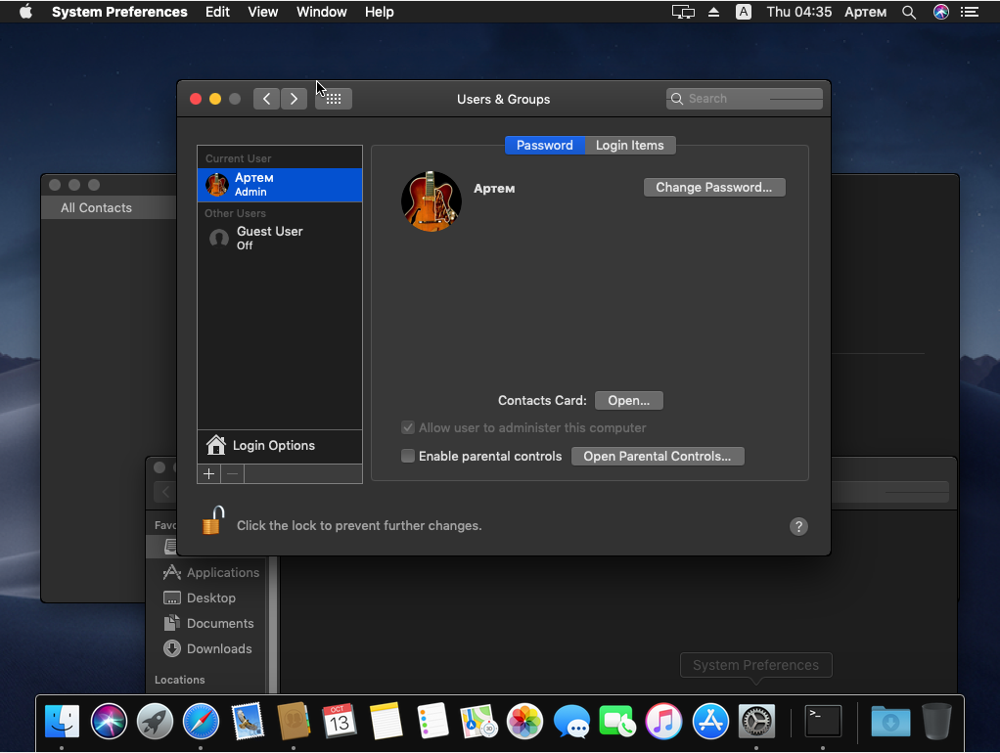 System Preferences Edit View Window Help A Thu 04:35 Артем
Users & Groups
Search
Password Login Items
Current User
Артем
Admin
Other Users
Guest User
Off
Login Options
+ −
Артем
Change Password...
Contacts Card: Open...
Allow user to administer this computer
Enable parental controls Open Parental Controls...
Click the lock to prevent further changes.
?
All Contacts
Applications
Desktop
Documents
Downloads
Locations
System Preferences
OCT
13
3D
>_